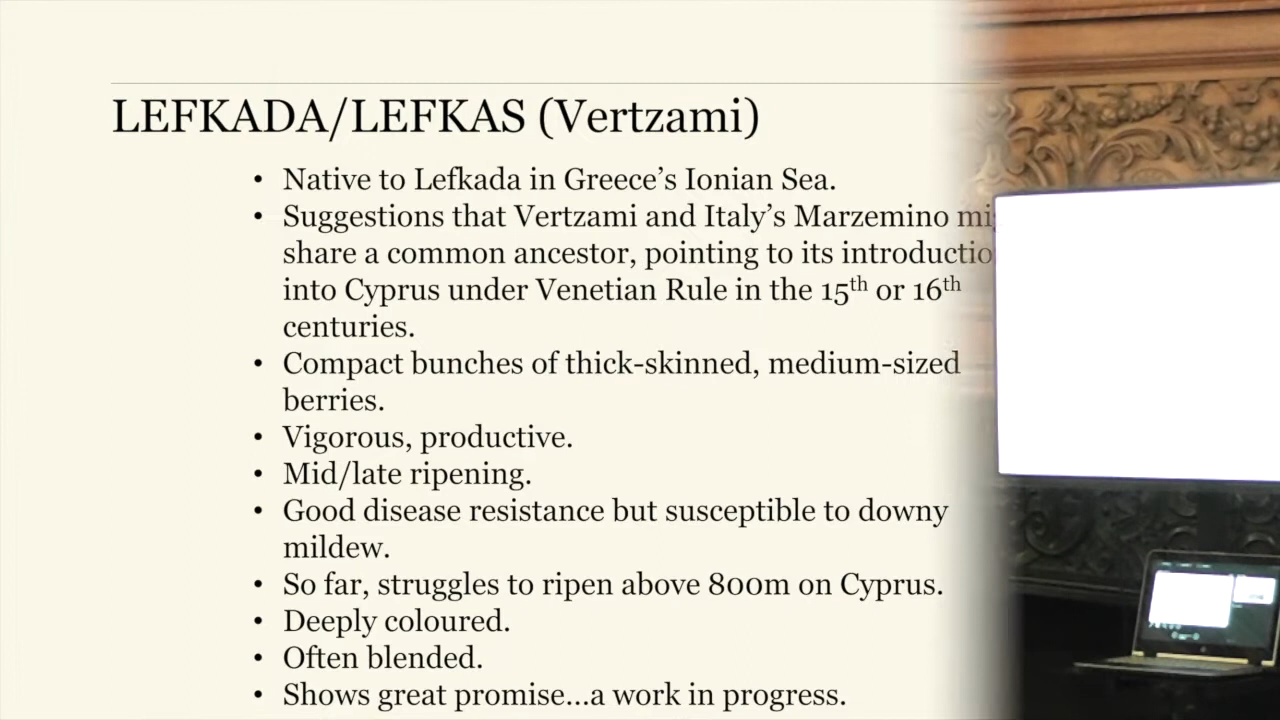 LEFKADA/LEFKAS (Vertzami)
• Native to Lefkada in Greece’s Ionian Sea.
• Suggestions that Vertzami and Italy’s Marzemino
share a common ancestor, pointing to its
into Cyprus under Venetian Rule in the 15th or 16th
centuries.
• Compact bunches of thick-skinned, medium-sized
berries.
• Vigorous, productive.
• Mid/late ripening.
• Good disease resistance but susceptible to downy
mildew.
• So far, struggles to ripen above 800m on Cyprus.
• Deeply coloured.
• Often blended.
• Shows great promise...a work in progress.